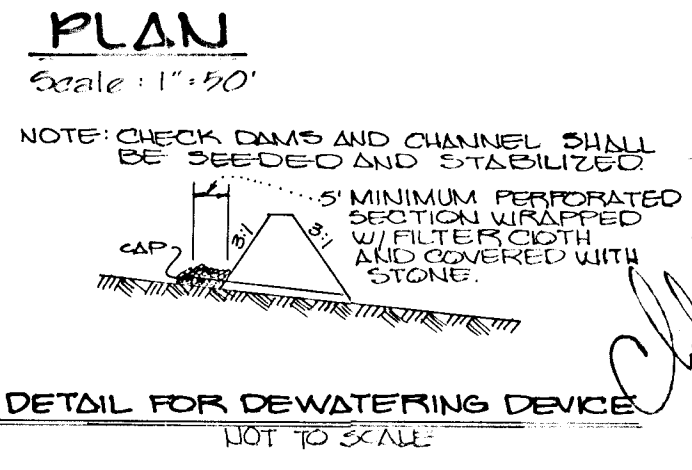 PLAN
Scale : 1" = 50'
NOTE: CHECK DAMS AND CHANNEL SHALL
BE SEEDED AND STABILIZED.
5' MINIMUM PERFORATED
SECTION WRAPPED
W/ FILTER CLOTH
AND COVERED WITH
STONE.
3:1
3:1
CAP
DETAIL FOR DEWATERING DEVICE
NOT TO SCALE